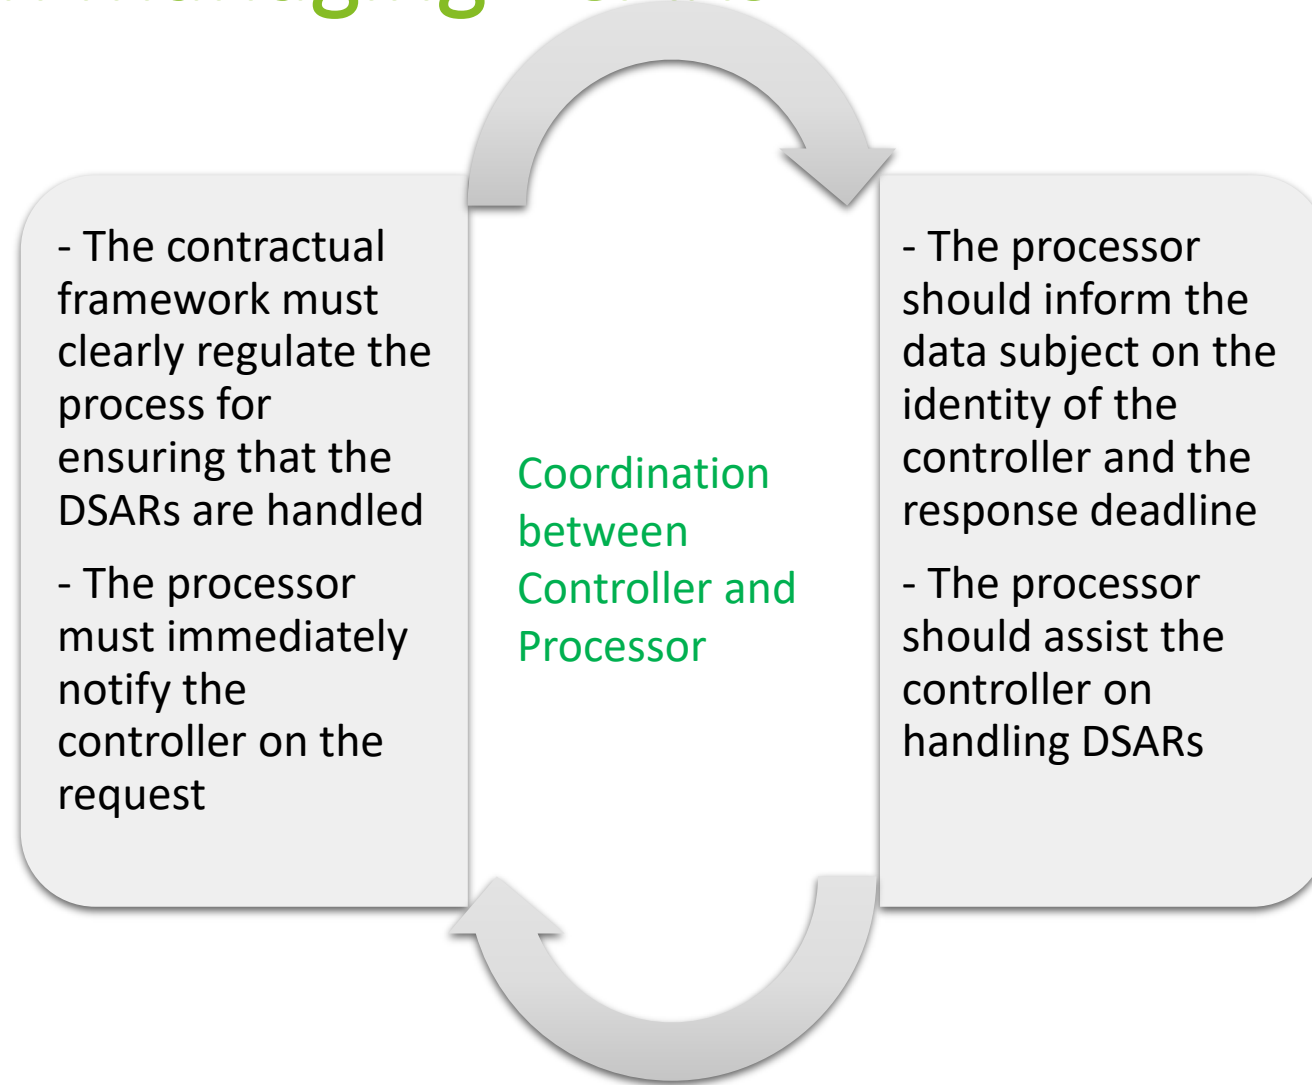 - The contractual
framework must
clearly regulate the
process for
ensuring that the
DSARs are handled
- The processor
must immediately
notify the
controller on the
request
Coordination
between
Controller and
Processor
- The processor
should inform the
data subject on the
identity of the
controller and the
response deadline
- The processor
should assist the
controller on
handling DSARs